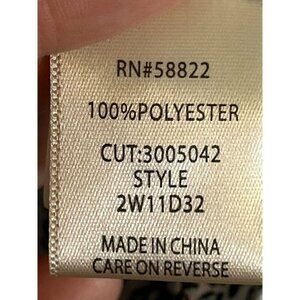 RN#58822
100%POLYESTER
CUT:3005042
STYLE
2W11D32
MADE IN CHINA
CARE ON REVERSE